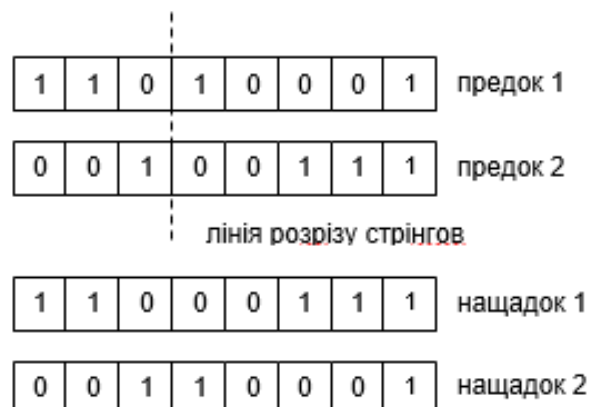 1 1 0 1 0 0 0 1 предок 1
0 0 1 0 0 1 1 1 предок 2
лінія розрізу стрінгов
1 1 0 0 0 1 1 1 нащадок 1
0 0 1 1 0 0 0 1 нащадок 2